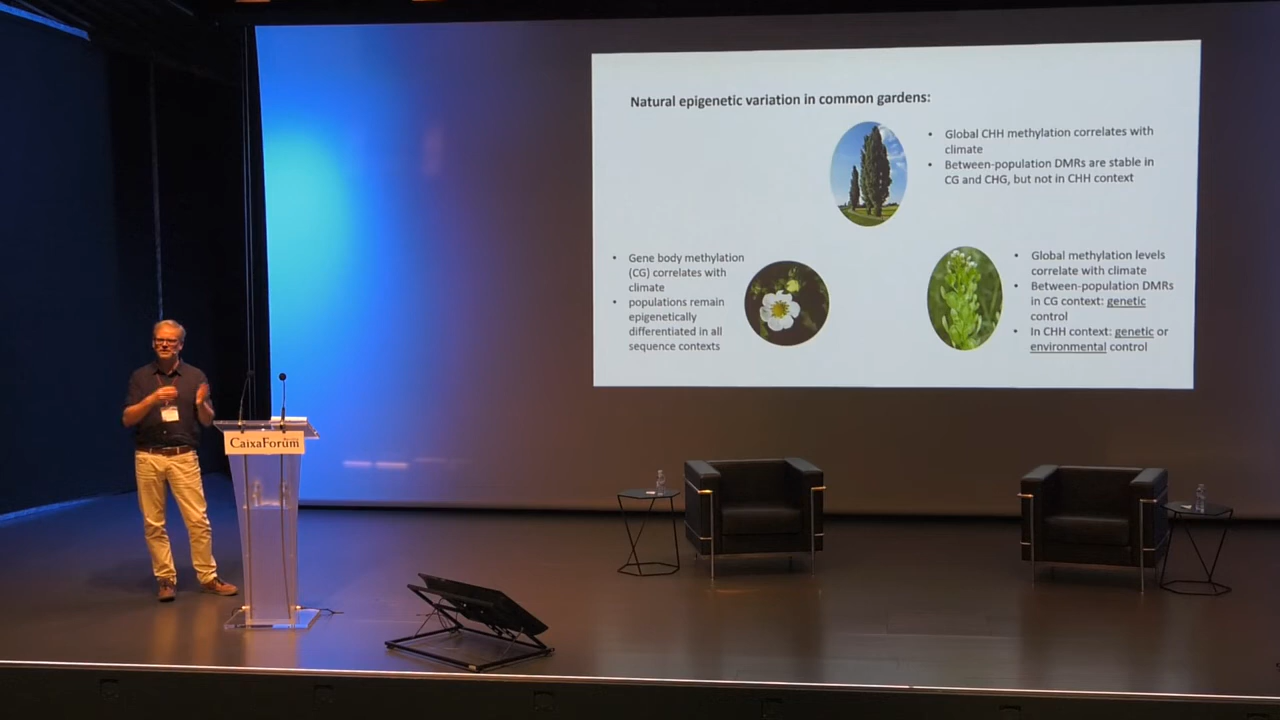 Natural epigenetic variation in common gardens:
• Global CHH methylation correlates with
climate
• Between-population DMRs are stable in
CG and CHG, but not in CHH context
• Gene body methylation
(CG) correlates with
climate
• populations remain
epigenetically
differentiated in all
sequence contexts
• Global methylation levels
correlate with climate
• Between-population DMRs
in CG context: genetic
control
• In CHH context: genetic or
environmental control
CaixaForum